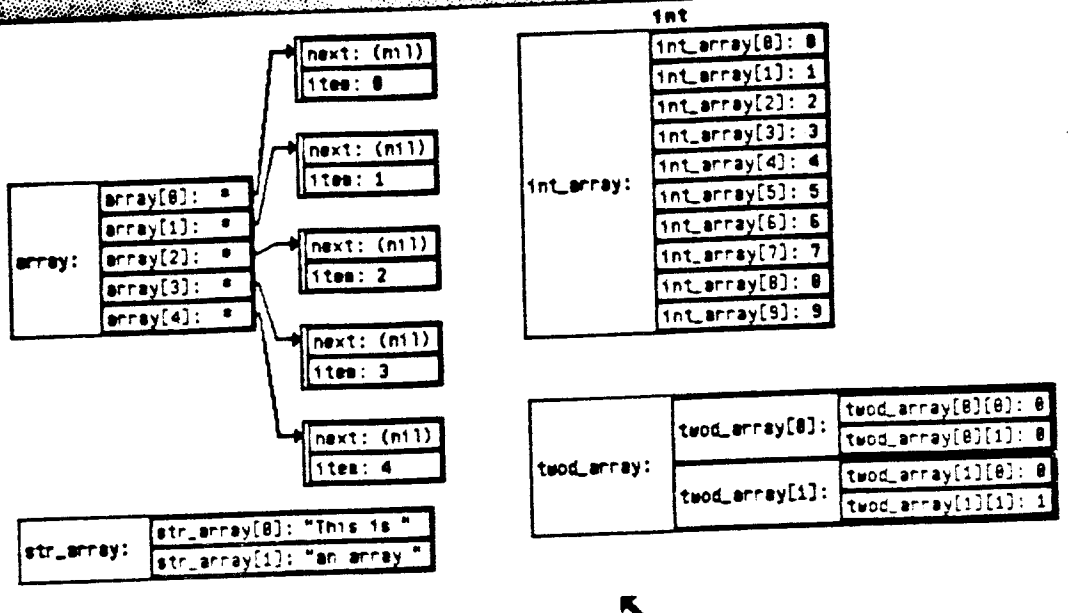 next: (nil)
item: 0
next: (nil)
item: 1
next: (nil)
item: 2
next: (nil)
item: 3
next: (nil)
item: 4
array:
array[0]: *
array[1]: *
array[2]: *
array[3]: *
array[4]: *
str_array:
str_array[0]: "This is "
str_array[1]: "an array "
int
int_array:
int_array[0]: 0
int_array[1]: 1
int_array[2]: 2
int_array[3]: 3
int_array[4]: 4
int_array[5]: 5
int_array[6]: 6
int_array[7]: 7
int_array[8]: 8
int_array[9]: 9
twod_array:
twod_array[0]:
twod_array[0][0]: 0
twod_array[0][1]: 0
twod_array[1]:
twod_array[1][0]: 0
twod_array[1][1]: 1